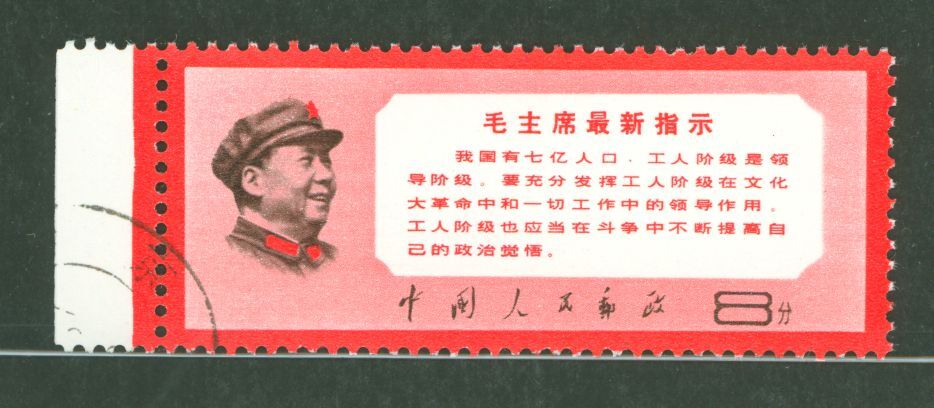 毛主席最新指示
我国有七亿人口，工人阶级是领
导阶级。要充分发挥工人阶级在文化
大革命中和一切工作中的领导作用。
工人阶级也应当在斗争中不断提高自
己的政治觉悟。
中国人民邮政 8分